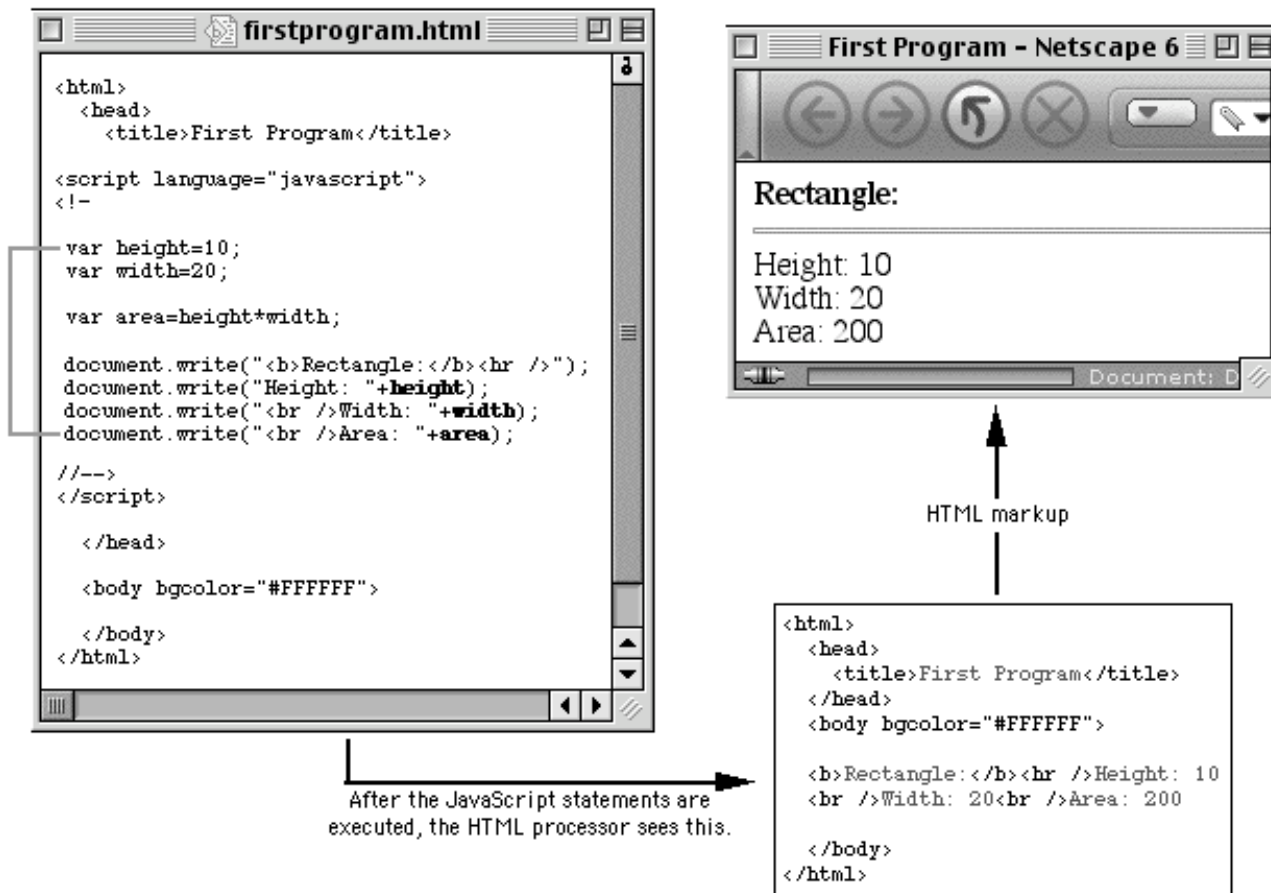 firstprogram.html
<html>
<head>
<title>First Program</title>
<script language="javascript">
<!-
var height=10;
var width=20;
var area=height*width;
document.write("<b>Rectangle:</b><hr />");
document.write("Height: "+height);
document.write("<br />Width: "+width);
document.write("<br />Area: "+area);
//-->
</script>
</head>
<body bgcolor="#FFFFFF">
</body>
</html>
After the JavaScript statements are
executed, the HTML processor sees this.
First Program - Netscape 6
Rectangle:
Height: 10
Width: 20
Area: 200
Document: D
HTML markup
<html>
<head>
<title>First Program</title>
</head>
<body bgcolor="#FFFFFF">
<b>Rectangle:</b><hr />Height: 10
<br />Width: 20<br />Area: 200
</body>
</html>